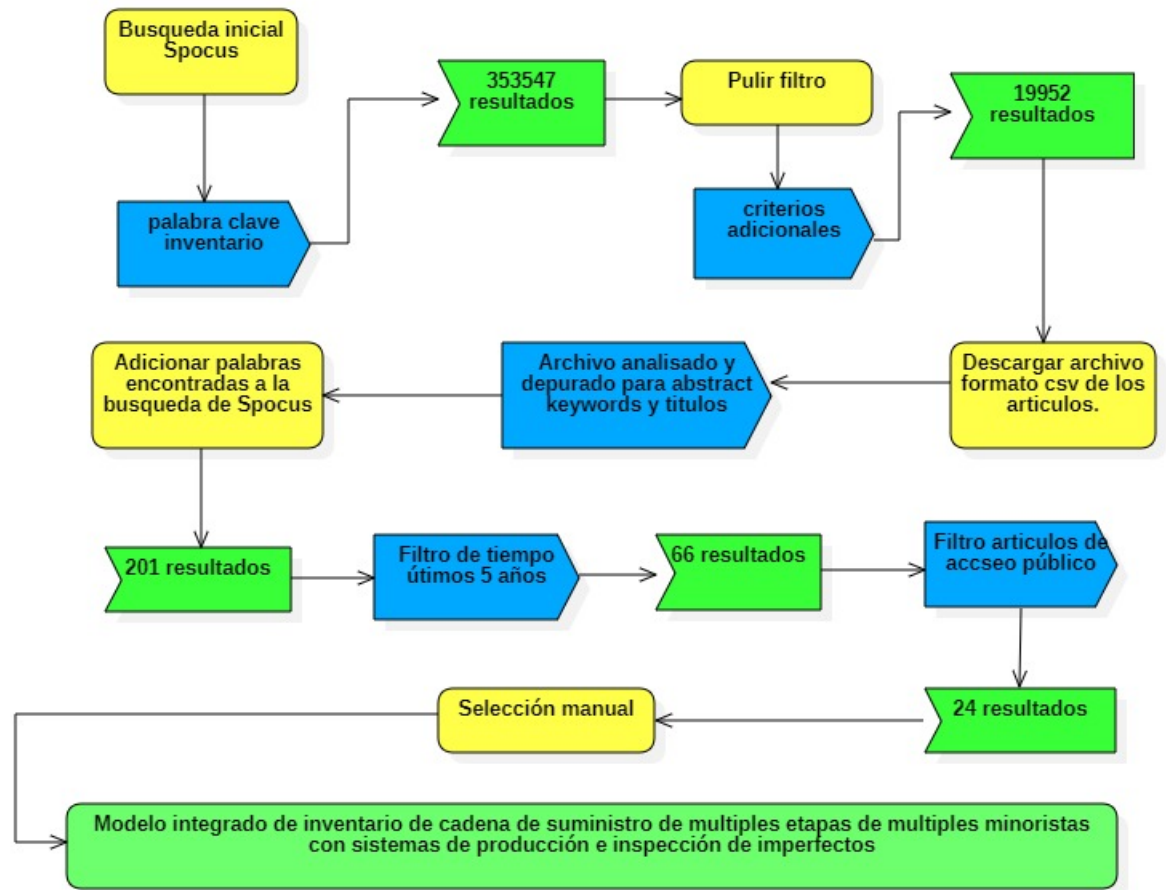 Busqueda inicial
Spocus
palabra clave
inventario
353547
resultados
Pulir filtro
criterios
adicionales
19952
resultados
Descargar archivo
formato csv de los
articulos.
Archivo analisado y
depurado para abstract
keywords y titulos
Adicionar palabras
encontradas a la
busqueda de Spocus
201 resultados
Filtro de tiempo
útimos 5 años
66 resultados
Filtro articulos de
accseo público
24 resultados
Selección manual
Modelo integrado de inventario de cadena de suministro de multiples etapas de multiples minoristas
con sistemas de producción e inspección de imperfectos